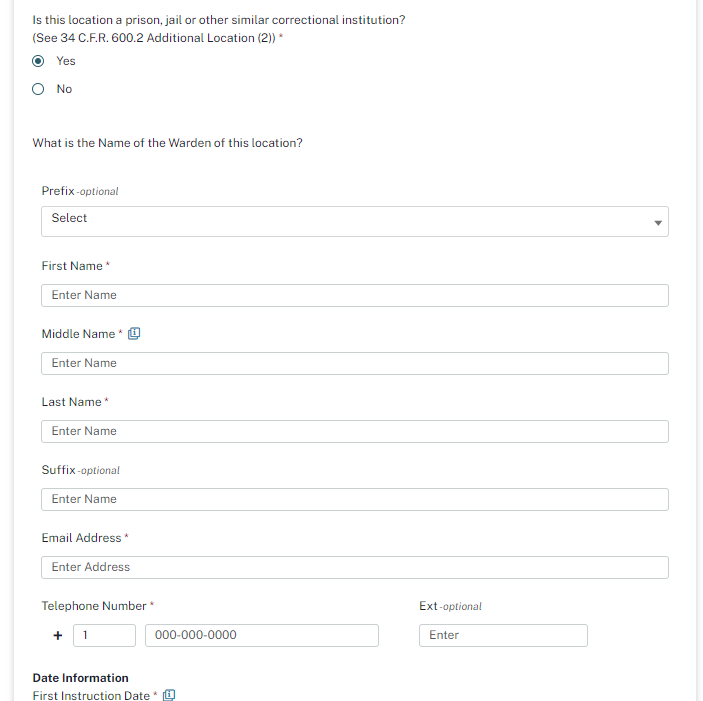 Is this location a prison, jail or other similar correctional institution?
(See 34 C.F.R. 600.2 Additional Location (2)) *
Yes
No
What is the Name of the Warden of this location?
Prefix - optional
Select
First Name *
Enter Name
Middle Name *
Enter Name
Last Name *
Enter Name
Suffix - optional
Enter Name
Email Address *
Enter Address
Telephone Number * Ext - optional
+ 1 000-000-0000 Enter
Date Information
First Instruction Date *